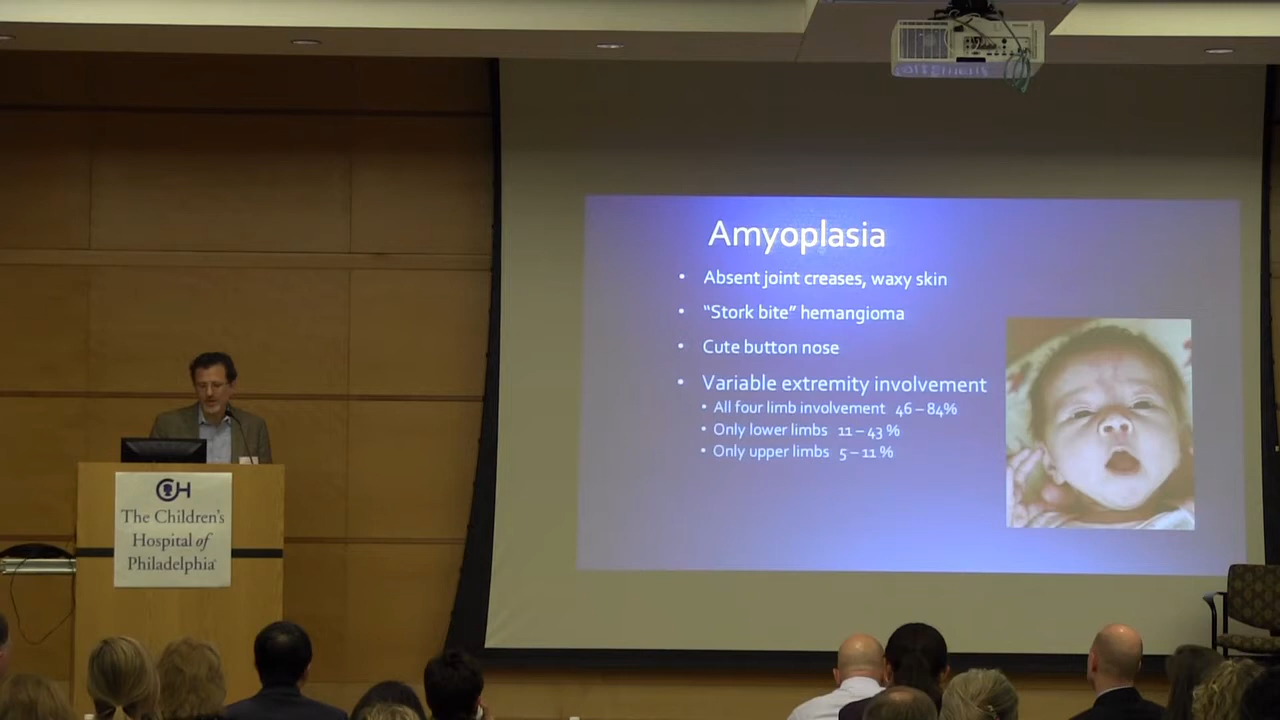 Amyoplasia
• Absent joint creases, waxy skin
• “Stork bite” hemangioma
• Cute button nose
• Variable extremity involvement
• All four limb involvement 46 – 84%
• Only lower limbs 11 – 43 %
• Only upper limbs 5 – 11 %
CH
The Children's
Hospital of
Philadelphia